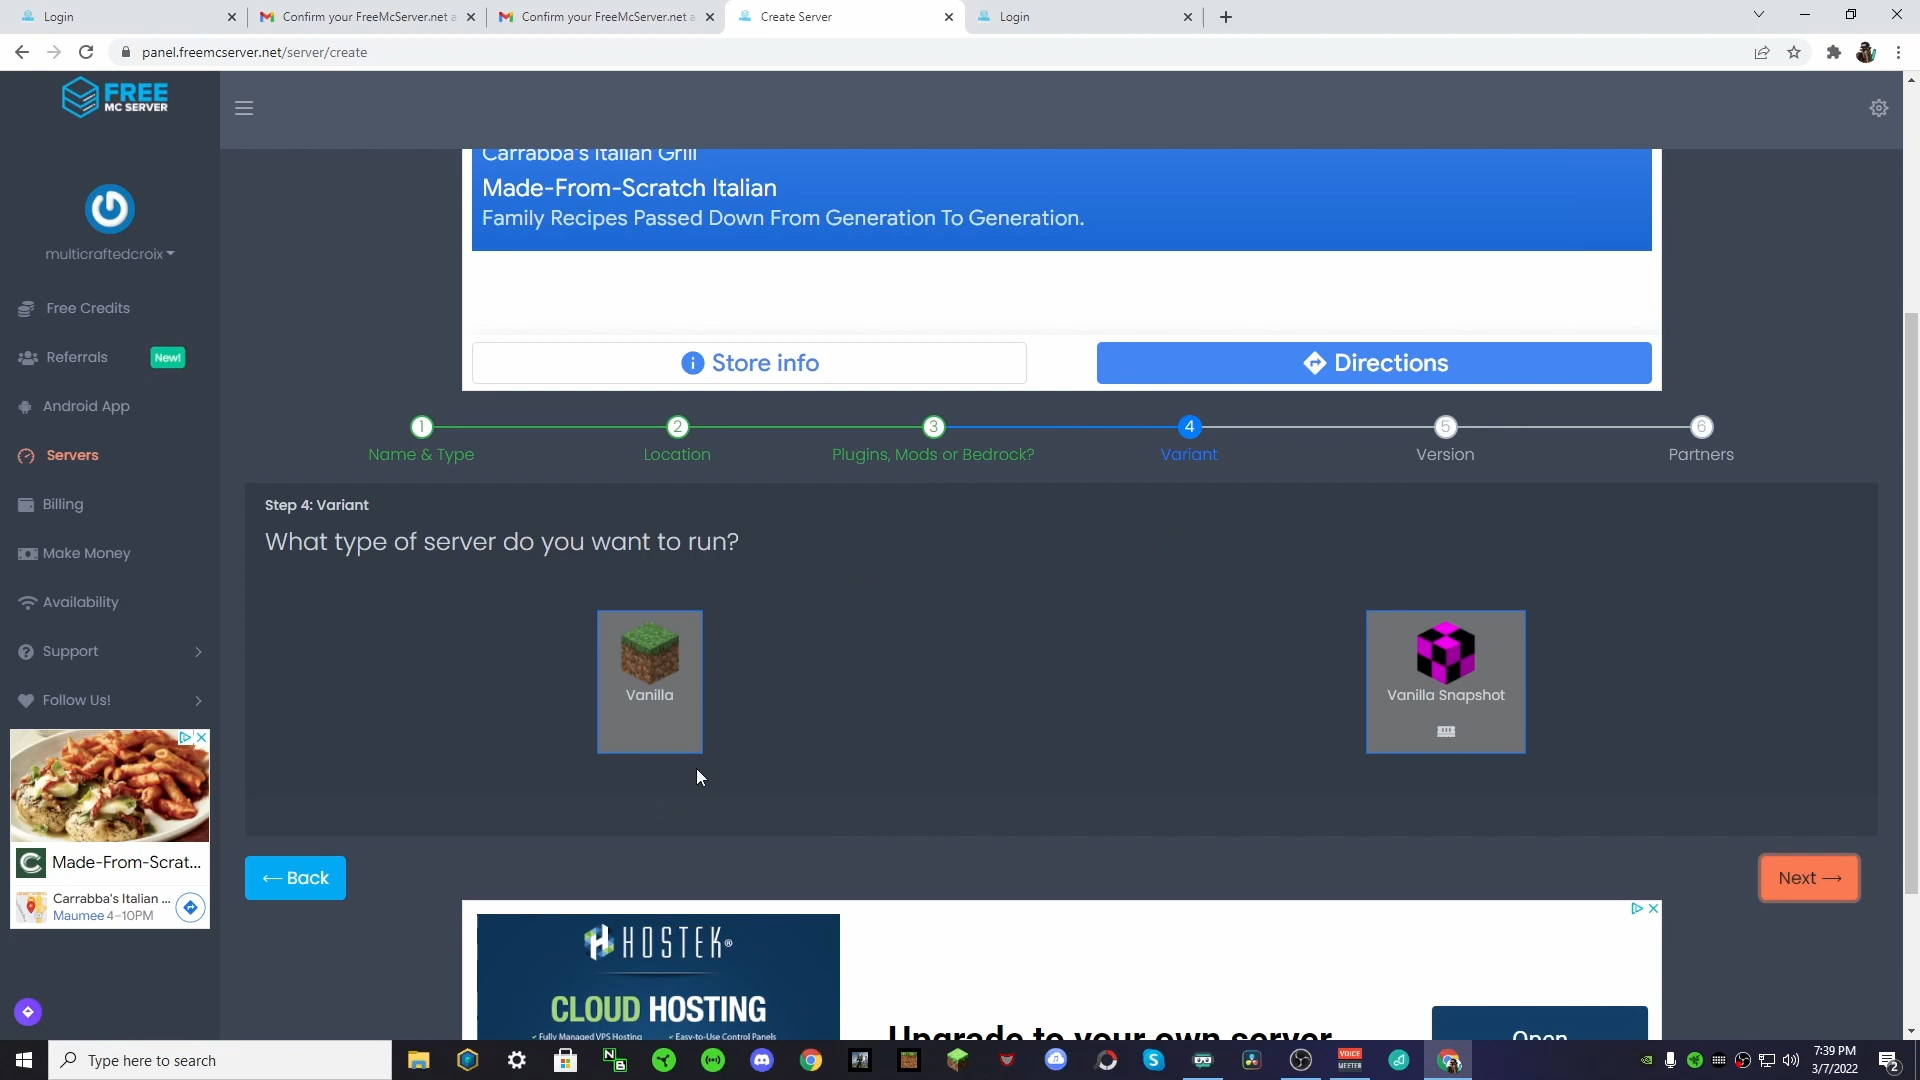 Login
Confirm your FreeMcServer.net a
Confirm your FreeMcServer.net a
Create Server
Login
panel.freemcserver.net/server/create
FREE
MC SERVER
multicraftedcroix
Free Credits
Referrals
New!
Android App
Servers
Billing
Make Money
Availability
Support
Follow Us!
Made-From-Scrat...
Carrabba's Italian ...
Maumee 4–10PM
Carrabba's Italian Grill
Made-From-Scratch Italian
Family Recipes Passed Down From Generation To Generation.
Store info
Directions
1
2
3
4
5
6
Name & Type
Location
Plugins, Mods or Bedrock?
Variant
Version
Partners
Step 4: Variant
What type of server do you want to run?
Vanilla
Vanilla Snapshot
← Back
Next →
HOSTEK®
CLOUD HOSTING
✓ Fully Managed VPS Hosting
✓ Easy-to-Use Control Panels
Upgrade to your own server
Open
Type here to search
VOICE
MEETER
7:39 PM
3/7/2022
2